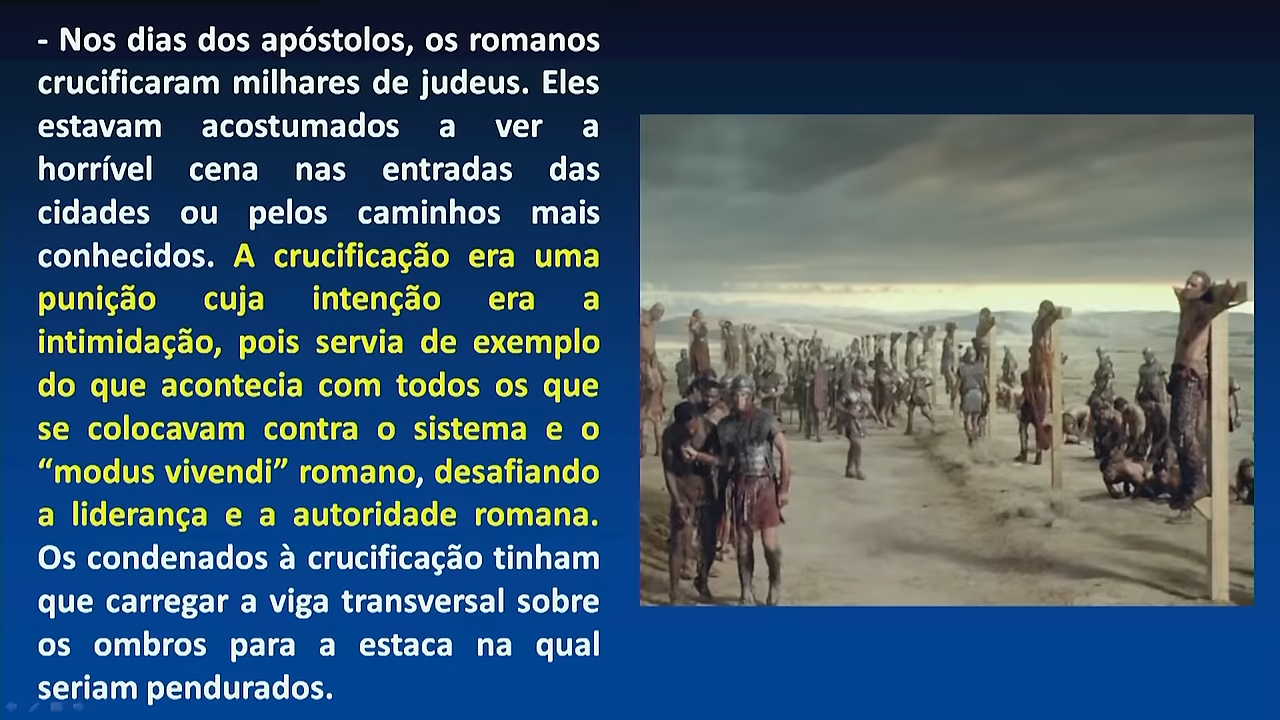 - Nos dias dos apóstolos, os romanos
crucificaram milhares de judeus. Eles
estavam acostumados a ver a
horrível cena nas entradas das
cidades ou pelos caminhos mais
conhecidos. A crucificação era uma
punição cuja intenção era a
intimidação, pois servia de exemplo
do que acontecia com todos os que
se colocavam contra o sistema e o
“modus vivendi” romano, desafiando
a liderança e a autoridade romana.
Os condenados à crucificação tinham
que carregar a viga transversal sobre
os ombros para a estaca na qual
seriam pendurados.